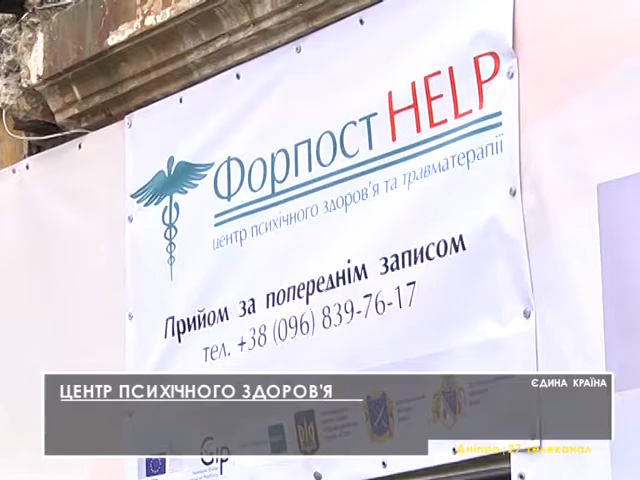 Форпост HELP
центр психічного здоров'я та травматерапії
Прийом за попереднім записом
тел. +38 (096) 839-76-17
ЄДИНА КРАЇНА
ЦЕНТР ПСИХІЧНОГО ЗДОРОВ'Я
Gip